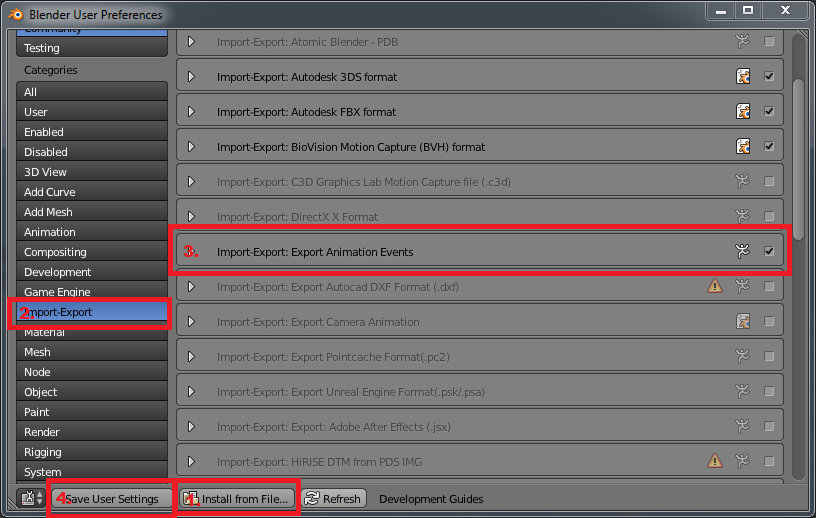 Blender User Preferences
Community
Testing
Categories
All
User
Enabled
Disabled
3D View
Add Curve
Add Mesh
Animation
Compositing
Development
Game Engine
2. Import-Export
Material
Mesh
Node
Object
Paint
Render
Rigging
System
Import-Export: Atomic Blender - PDB
Import-Export: Autodesk 3DS format
Import-Export: Autodesk FBX format
Import-Export: BioVision Motion Capture (BVH) format
Import-Export: C3D Graphics Lab Motion Capture file (.c3d)
Import-Export: DirectX X Format
3. Import-Export: Export Animation Events
Import-Export: Export Autocad DXF Format (.dxf)
Import-Export: Export Camera Animation
Import-Export: Export Pointcache Format(.pc2)
Import-Export: Export Unreal Engine Format(.psk/.psa)
Import-Export: Export: Adobe After Effects (.jsx)
Import-Export: HiRISE DTM from PDS IMG
4. Save User Settings
1. Install from File...
Refresh
Development Guides